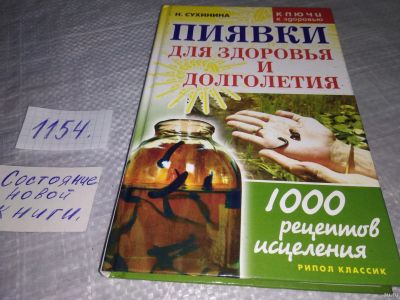 Н. СУХИНИНА
КЛЮЧИ
к здоровью
ПИЯВКИ
ДЛЯ ЗДОРОВЬЯ И
ДОЛГОЛЕТИЯ
1000
рецептов
исцеления
РИПОЛ КЛАССИК
1154.
Состояние
новой
книги.